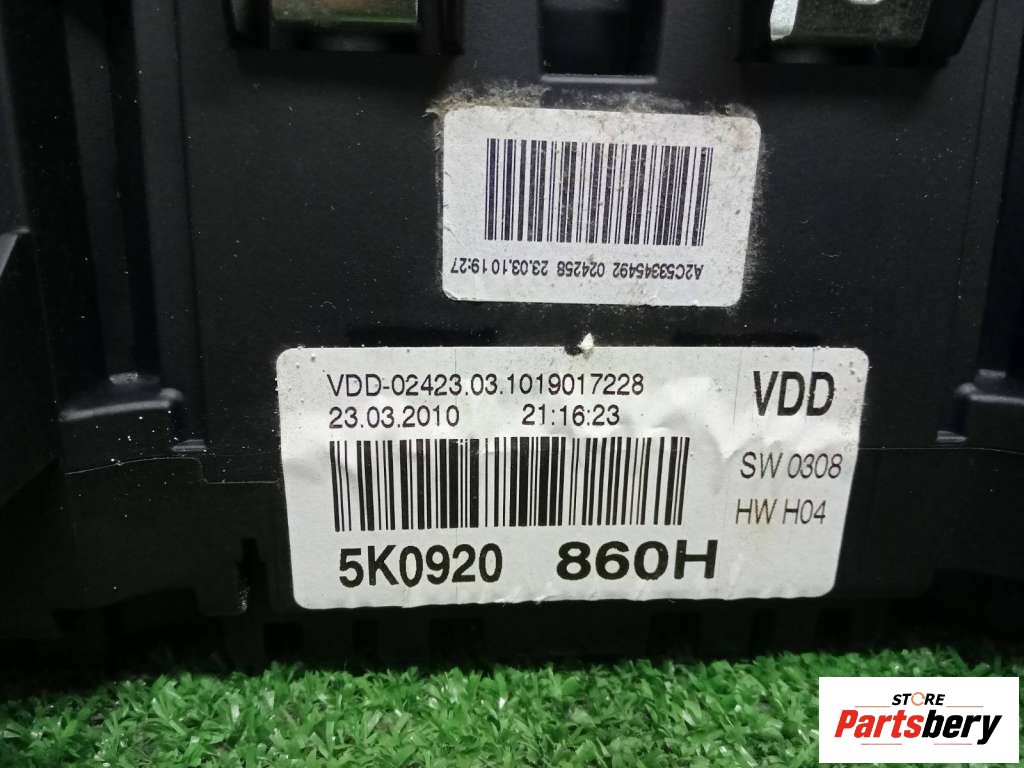 A2C53345492 024258 23.03.10 19:27
VDD-02423.03.1019017228
23.03.2010 21:16:23
VDD
SW 0308
HW H04
5K0920 860H
STORE
Partsbery